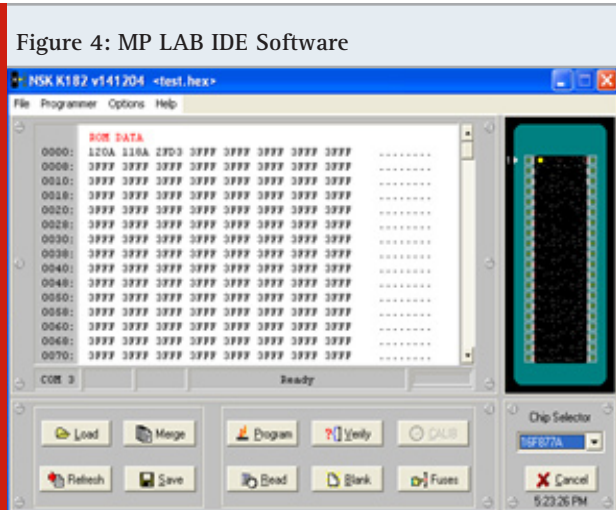 Figure 4: MP LAB IDE Software
NSK K182 v141204 <test.hex>
File Programmer Options Help
ROM DATA
0000: 120A 118A 2FD3 3FFF 3FFF 3FFF 3FFF 3FFF ........
0008: 3FFF 3FFF 3FFF 3FFF 3FFF 3FFF 3FFF 3FFF ........
0010: 3FFF 3FFF 3FFF 3FFF 3FFF 3FFF 3FFF 3FFF ........
0018: 3FFF 3FFF 3FFF 3FFF 3FFF 3FFF 3FFF 3FFF ........
0020: 3FFF 3FFF 3FFF 3FFF 3FFF 3FFF 3FFF 3FFF ........
0028: 3FFF 3FFF 3FFF 3FFF 3FFF 3FFF 3FFF 3FFF ........
0030: 3FFF 3FFF 3FFF 3FFF 3FFF 3FFF 3FFF 3FFF ........
0038: 3FFF 3FFF 3FFF 3FFF 3FFF 3FFF 3FFF 3FFF ........
0040: 3FFF 3FFF 3FFF 3FFF 3FFF 3FFF 3FFF 3FFF ........
0048: 3FFF 3FFF 3FFF 3FFF 3FFF 3FFF 3FFF 3FFF ........
0050: 3FFF 3FFF 3FFF 3FFF 3FFF 3FFF 3FFF 3FFF ........
0058: 3FFF 3FFF 3FFF 3FFF 3FFF 3FFF 3FFF 3FFF ........
0060: 3FFF 3FFF 3FFF 3FFF 3FFF 3FFF 3FFF 3FFF ........
0068: 3FFF 3FFF 3FFF 3FFF 3FFF 3FFF 3FFF 3FFF ........
0070: 3FFF 3FFF 3FFF 3FFF 3FFF 3FFF 3FFF 3FFF ........
COM 3 Ready
Load Merge Program Verify CALIB
Chip Selector
16F877A
Refresh Save Read Blank Fuses Cancel
5:23:26 PM